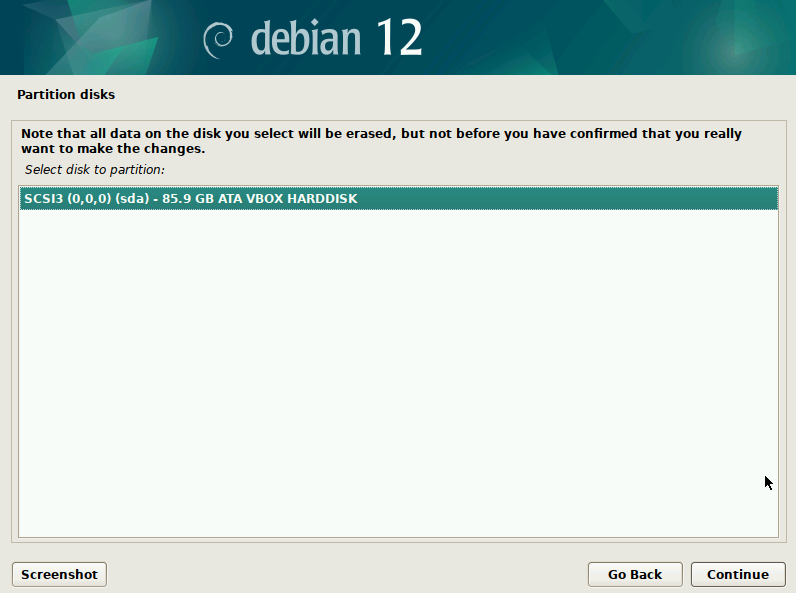 debian 12
Partition disks
Note that all data on the disk you select will be erased, but not before you have confirmed that you really
want to make the changes.
Select disk to partition:
SCSI3 (0,0,0) (sda) - 85.9 GB ATA VBOX HARDDISK
Screenshot
Go Back
Continue